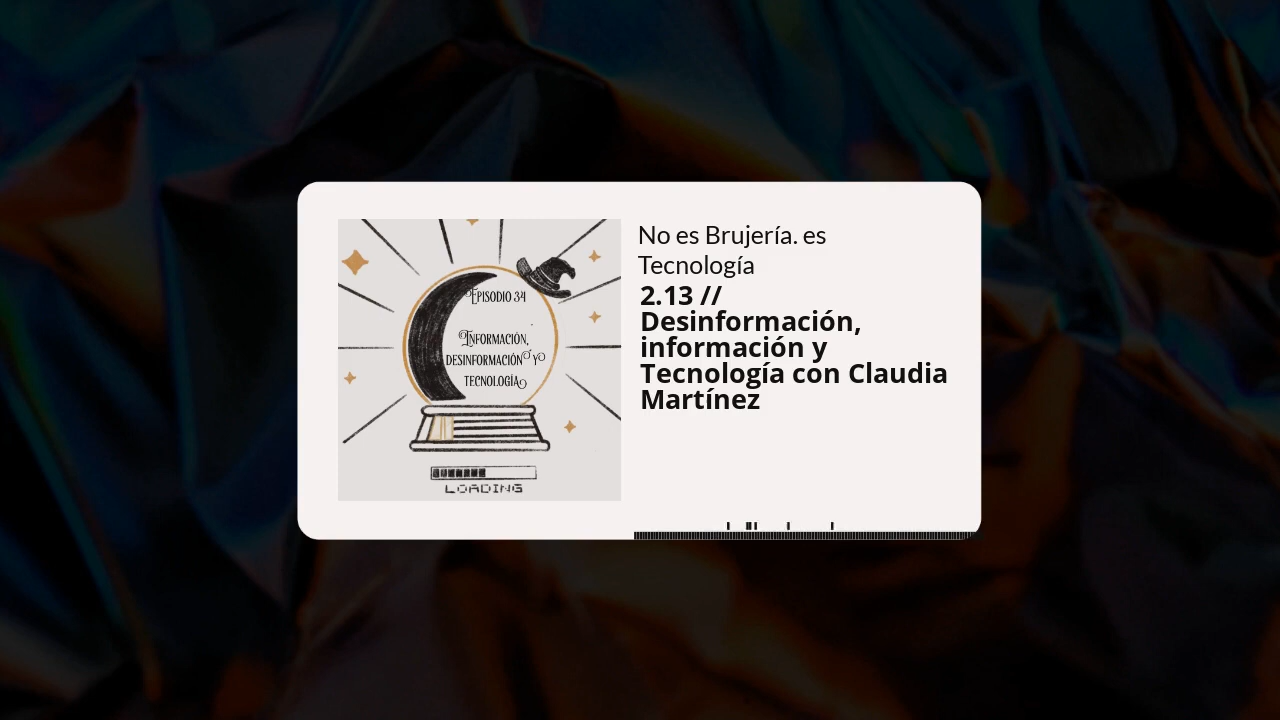 Episodio 34
Información,
desinformación y
tecnología
LOADING
No es Brujería. es
Tecnología
2.13 //
Desinformación,
información y
Tecnología con Claudia
Martínez